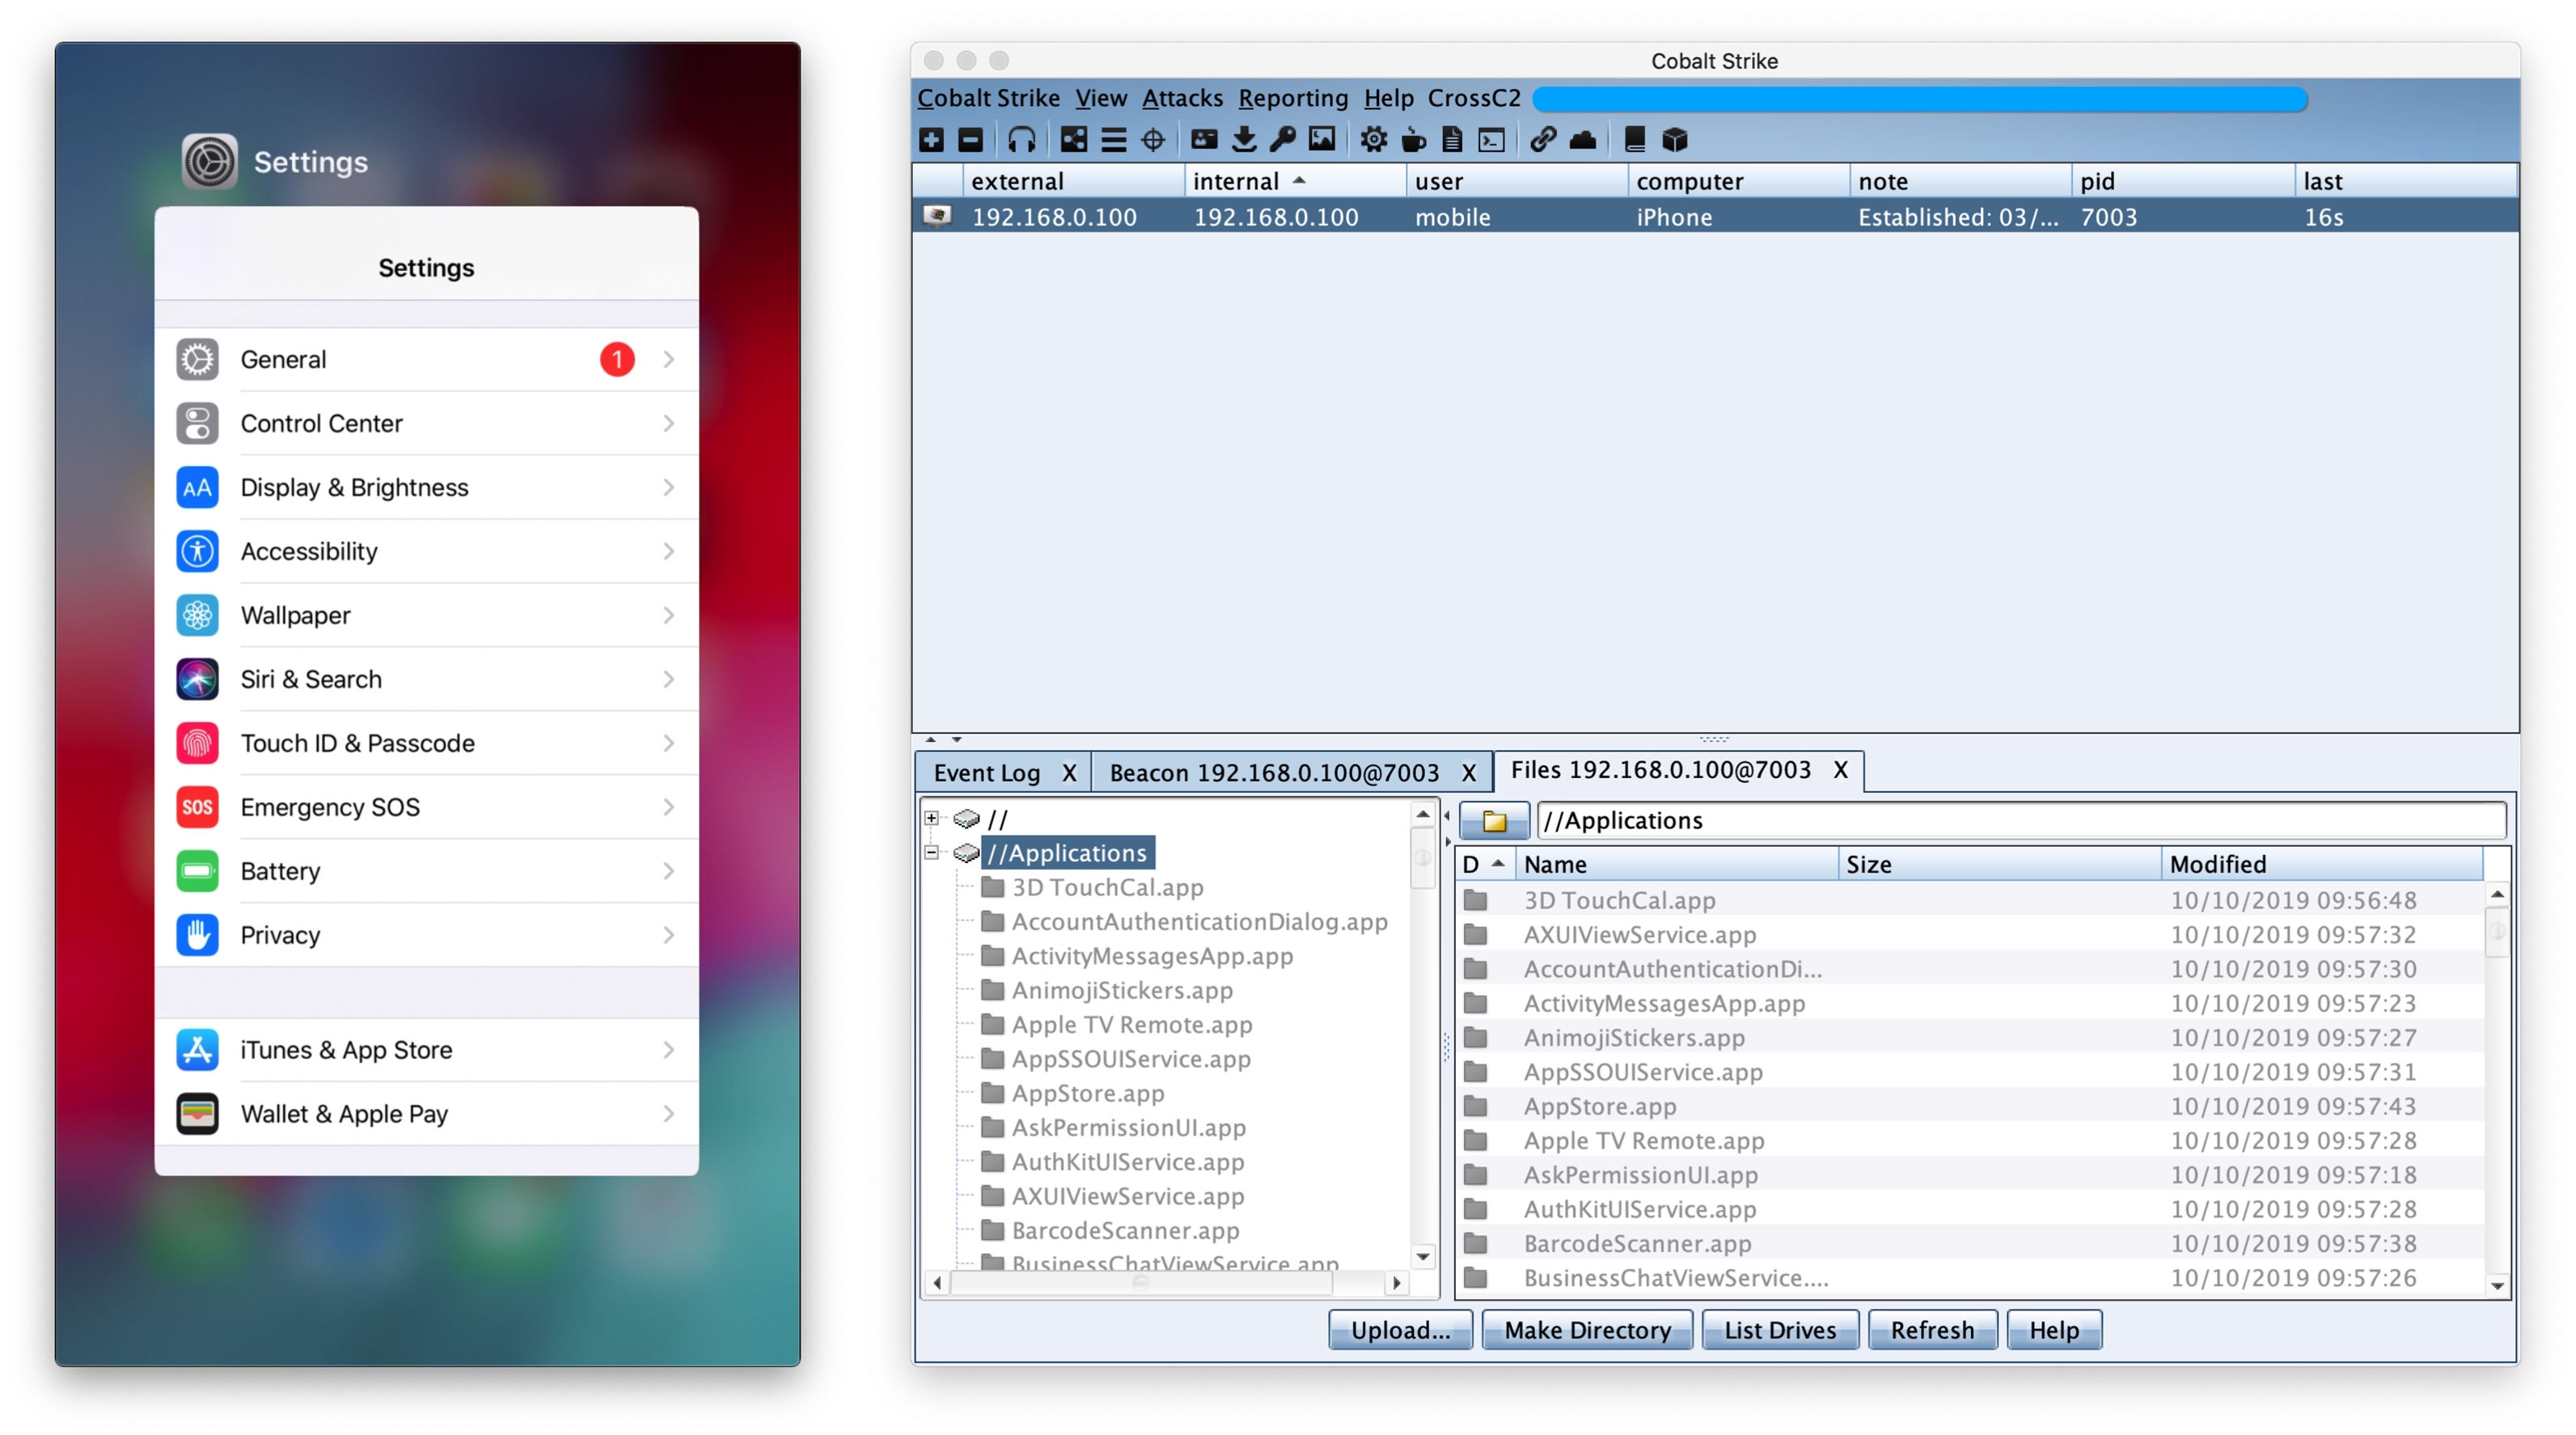 Settings
Settings
General 1
Control Center
AA Display & Brightness
Accessibility
Wallpaper
Siri & Search
Touch ID & Passcode
SOS Emergency SOS
Battery
Privacy
iTunes & App Store
Wallet & Apple Pay
Cobalt Strike
Cobalt Strike View Attacks Reporting Help CrossC2
external internal user computer note pid last
192.168.0.100 192.168.0.100 mobile iPhone Established: 03/... 7003 16s
Event Log X Beacon 192.168.0.100@7003 X Files 192.168.0.100@7003 X
//
//Applications
3D TouchCal.app
AccountAuthenticationDialog.app
ActivityMessagesApp.app
AnimojiStickers.app
Apple TV Remote.app
AppSSOUIService.app
AppStore.app
AskPermissionUI.app
AuthKitUIService.app
AXUIViewService.app
BarcodeScanner.app
BusinessChatViewService.app
//Applications
D Name Size Modified
3D TouchCal.app 10/10/2019 09:56:48
AXUIViewService.app 10/10/2019 09:57:32
AccountAuthenticationDi... 10/10/2019 09:57:30
ActivityMessagesApp.app 10/10/2019 09:57:23
AnimojiStickers.app 10/10/2019 09:57:27
AppSSOUIService.app 10/10/2019 09:57:31
AppStore.app 10/10/2019 09:57:43
Apple TV Remote.app 10/10/2019 09:57:28
AskPermissionUI.app 10/10/2019 09:57:18
AuthKitUIService.app 10/10/2019 09:57:28
BarcodeScanner.app 10/10/2019 09:57:38
BusinessChatViewService.... 10/10/2019 09:57:26
Upload... Make Directory List Drives Refresh Help